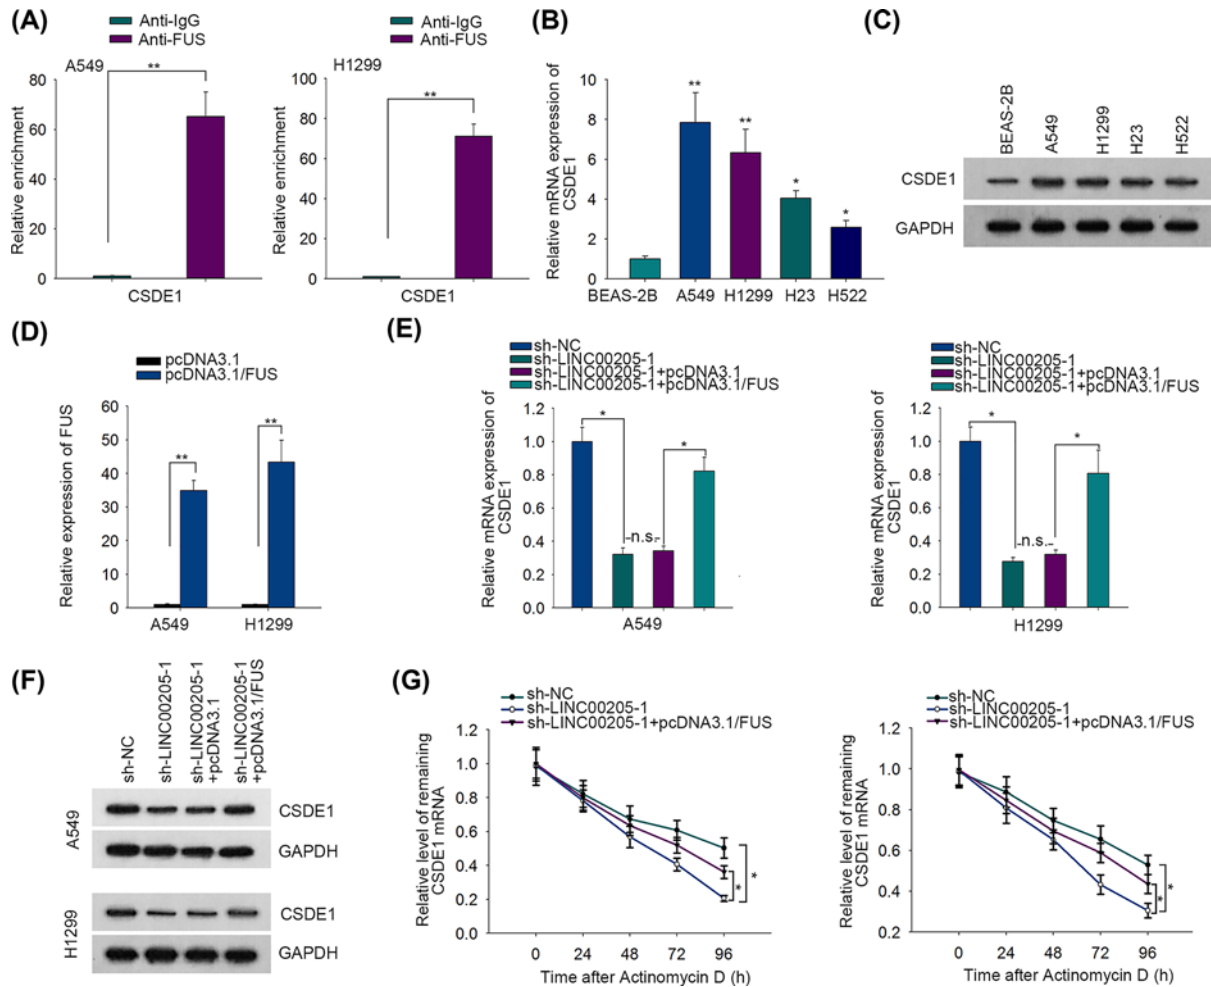 (A)
Anti-IgG
Anti-FUS
A549
**
Relative enrichment
80
60
40
20
0
CSDE1
Anti-IgG
Anti-FUS
H1299
**
Relative enrichment
100
80
60
40
20
0
CSDE1
(B)
Relative mRNA expression of
CSDE1
10
8
6
4
2
0
**
**
*
*
BEAS-2B A549 H1299 H23 H522
(C)
BEAS-2B A549 H1299 H23 H522
CSDE1
GAPDH
(D)
pcDNA3.1
pcDNA3.1/FUS
Relative expression of FUS
60
50
40
30
20
10
0
**
**
A549 H1299
(E)
sh-NC
sh-LINC00205-1
sh-LINC00205-1+pcDNA3.1
sh-LINC00205-1+pcDNA3.1/FUS
Relative mRNA expression of
CSDE1
1.2
1.0
0.8
0.6
0.4
0.2
0.0
*
*
-n.s.-
A549
sh-NC
sh-LINC00205-1
sh-LINC00205-1+pcDNA3.1
sh-LINC00205-1+pcDNA3.1/FUS
Relative mRNA expression of
CSDE1
1.2
1.0
0.8
0.6
0.4
0.2
0.0
*
*
-n.s.-
H1299
(F)
sh-NC
sh-LINC00205-1
sh-LINC00205-1
+pcDNA3.1
sh-LINC00205-1
+pcDNA3.1/FUS
A549
CSDE1
GAPDH
H1299
CSDE1
GAPDH
(G)
sh-NC
sh-LINC00205-1
sh-LINC00205-1+pcDNA3.1/FUS
Relative level of remaining
CSDE1 mRNA
1.2
1.0
0.8
0.6
0.4
0.2
0.0
*
*
0 24 48 72 96
Time after Actinomycin D (h)
sh-NC
sh-LINC00205-1
sh-LINC00205-1+pcDNA3.1/FUS
Relative level of remaining
CSDE1 mRNA
1.2
1.0
0.8
0.6
0.4
0.2
*
*
0 24 48 72 96
Time after Actinomycin D (h)